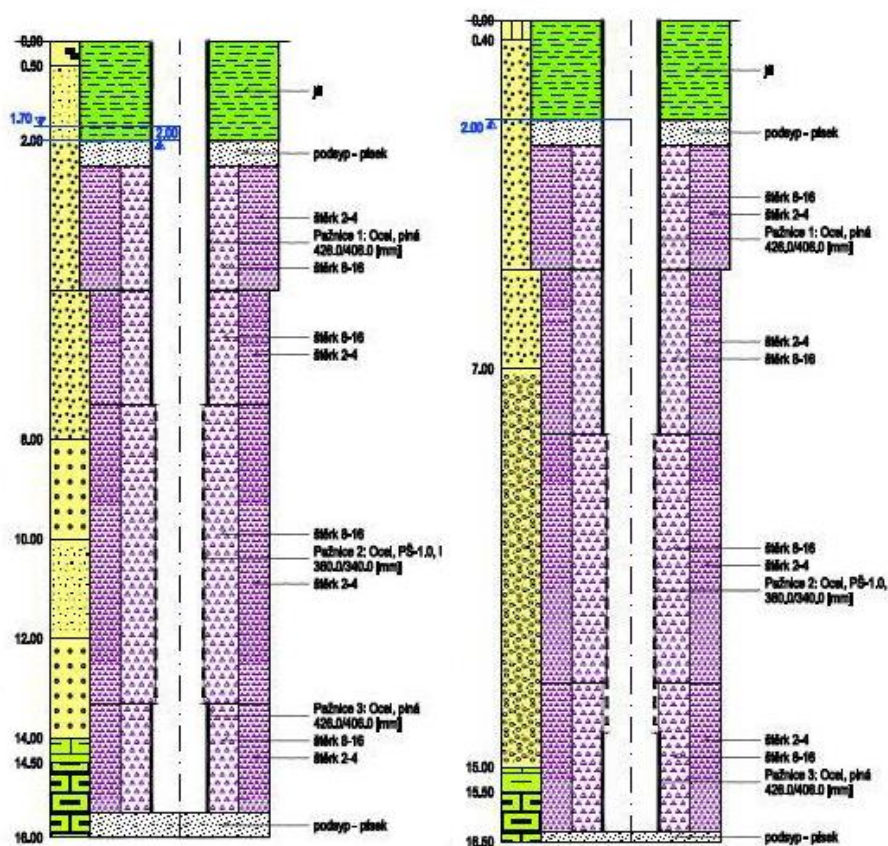 0.00
0.50
1.70
2.00
2.00
8.00
10.00
12.00
14.00
14.50
16.00
jíl
podsyp - písek
štěrk 2-4
Pažnice 1: Ocel, plná
426.0/406.0 [mm]
štěrk 8-16
štěrk 8-16
štěrk 2-4
štěrk 8-16
Pažnice 2: Ocel, PŠ-1.0, I
360.0/340.0 [mm]
štěrk 2-4
Pažnice 3: Ocel, plná
426.0/406.0 [mm]
štěrk 8-16
štěrk 2-4
podsyp - písek
0.00
0.40
2.00
7.00
15.00
15.50
16.50
jíl
podsyp - písek
štěrk 8-16
štěrk 2-4
Pažnice 1: Ocel, plná
426.0/406.0 [mm]
štěrk 2-4
štěrk 8-16
štěrk 8-16
štěrk 2-4
Pažnice 2: Ocel, PŠ-1.0,
360.0/340.0 [mm]
štěrk 2-4
štěrk 8-16
Pažnice 3: Ocel, plná
426.0/406.0 [mm]
podsyp - písek